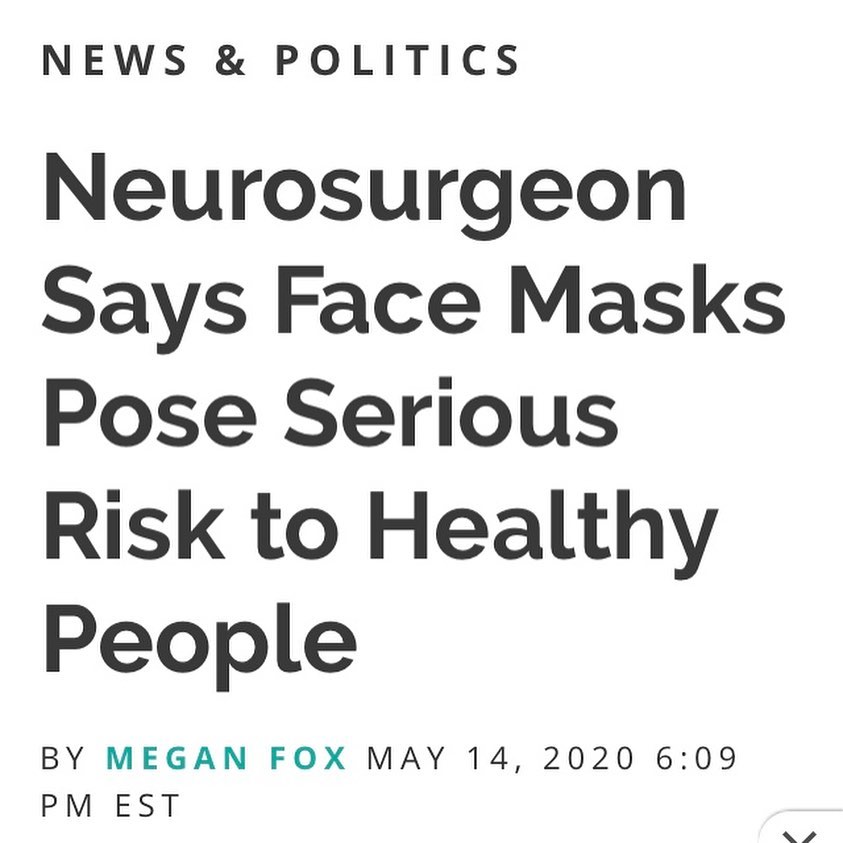 NEWS & POLITICS
Neurosurgeon
Says Face Masks
Pose Serious
Risk to Healthy
People
BY MEGAN FOX MAY 14, 2020 6:09
PM EST